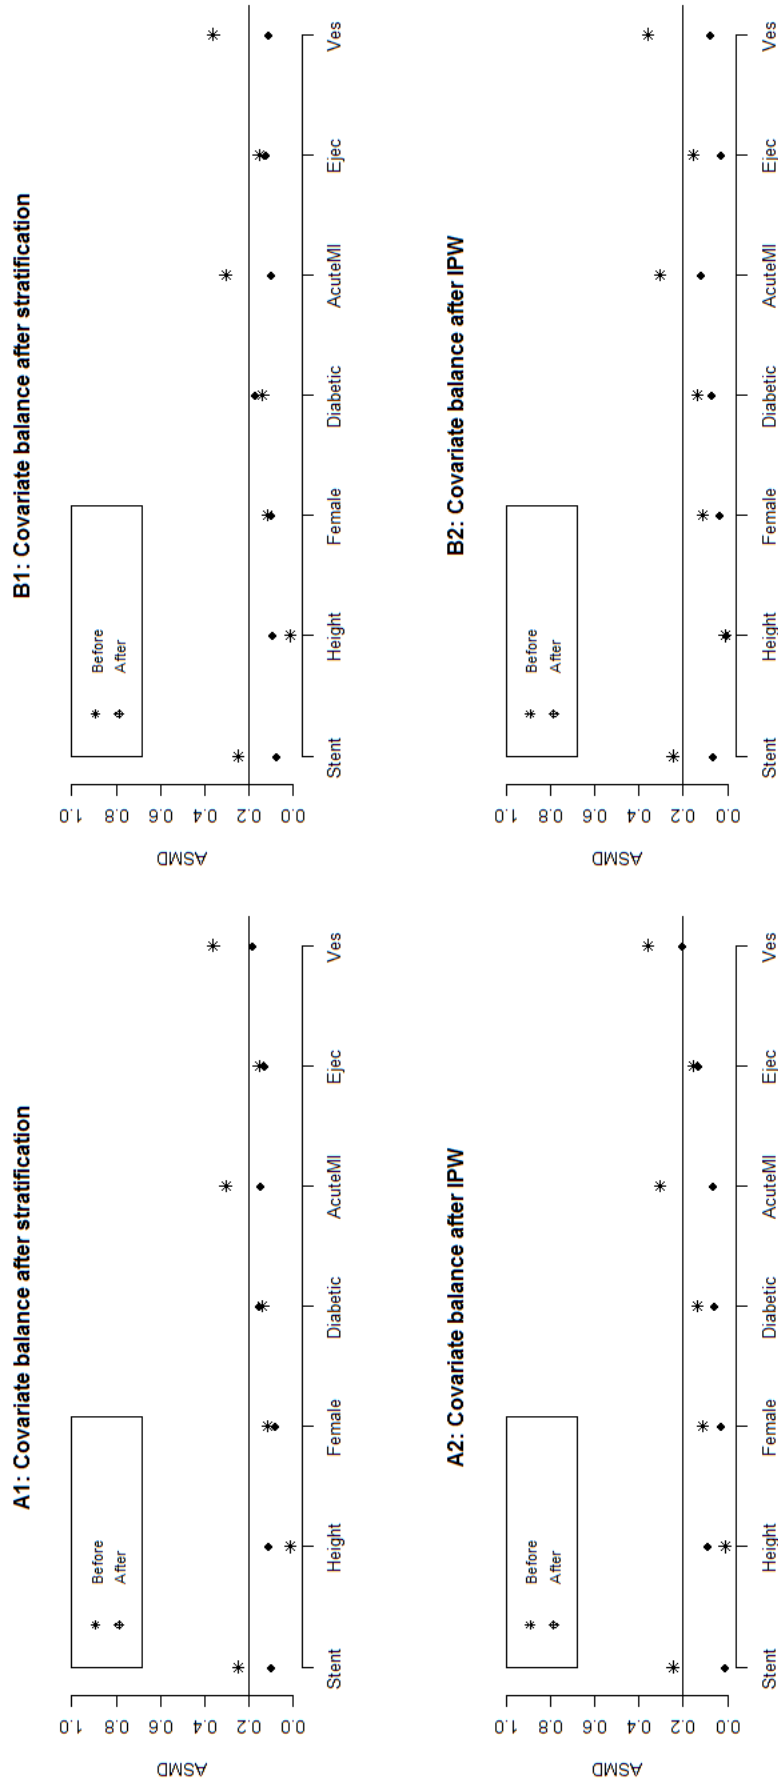 A1: Covariate balance after stratification
ASMD
0.0 0.2 0.4 0.6 0.8 1.0
Before
After
Stent Height Female Diabetic AcuteMI Ejec Ves
B1: Covariate balance after stratification
ASMD
0.0 0.2 0.4 0.6 0.8 1.0
Before
After
Stent Height Female Diabetic AcuteMI Ejec Ves
A2: Covariate balance after IPW
ASMD
0.0 0.2 0.4 0.6 0.8 1.0
Before
After
Stent Height Female Diabetic AcuteMI Ejec Ves
B2: Covariate balance after IPW
ASMD
0.0 0.2 0.4 0.6 0.8 1.0
Before
After
Stent Height Female Diabetic AcuteMI Ejec Ves